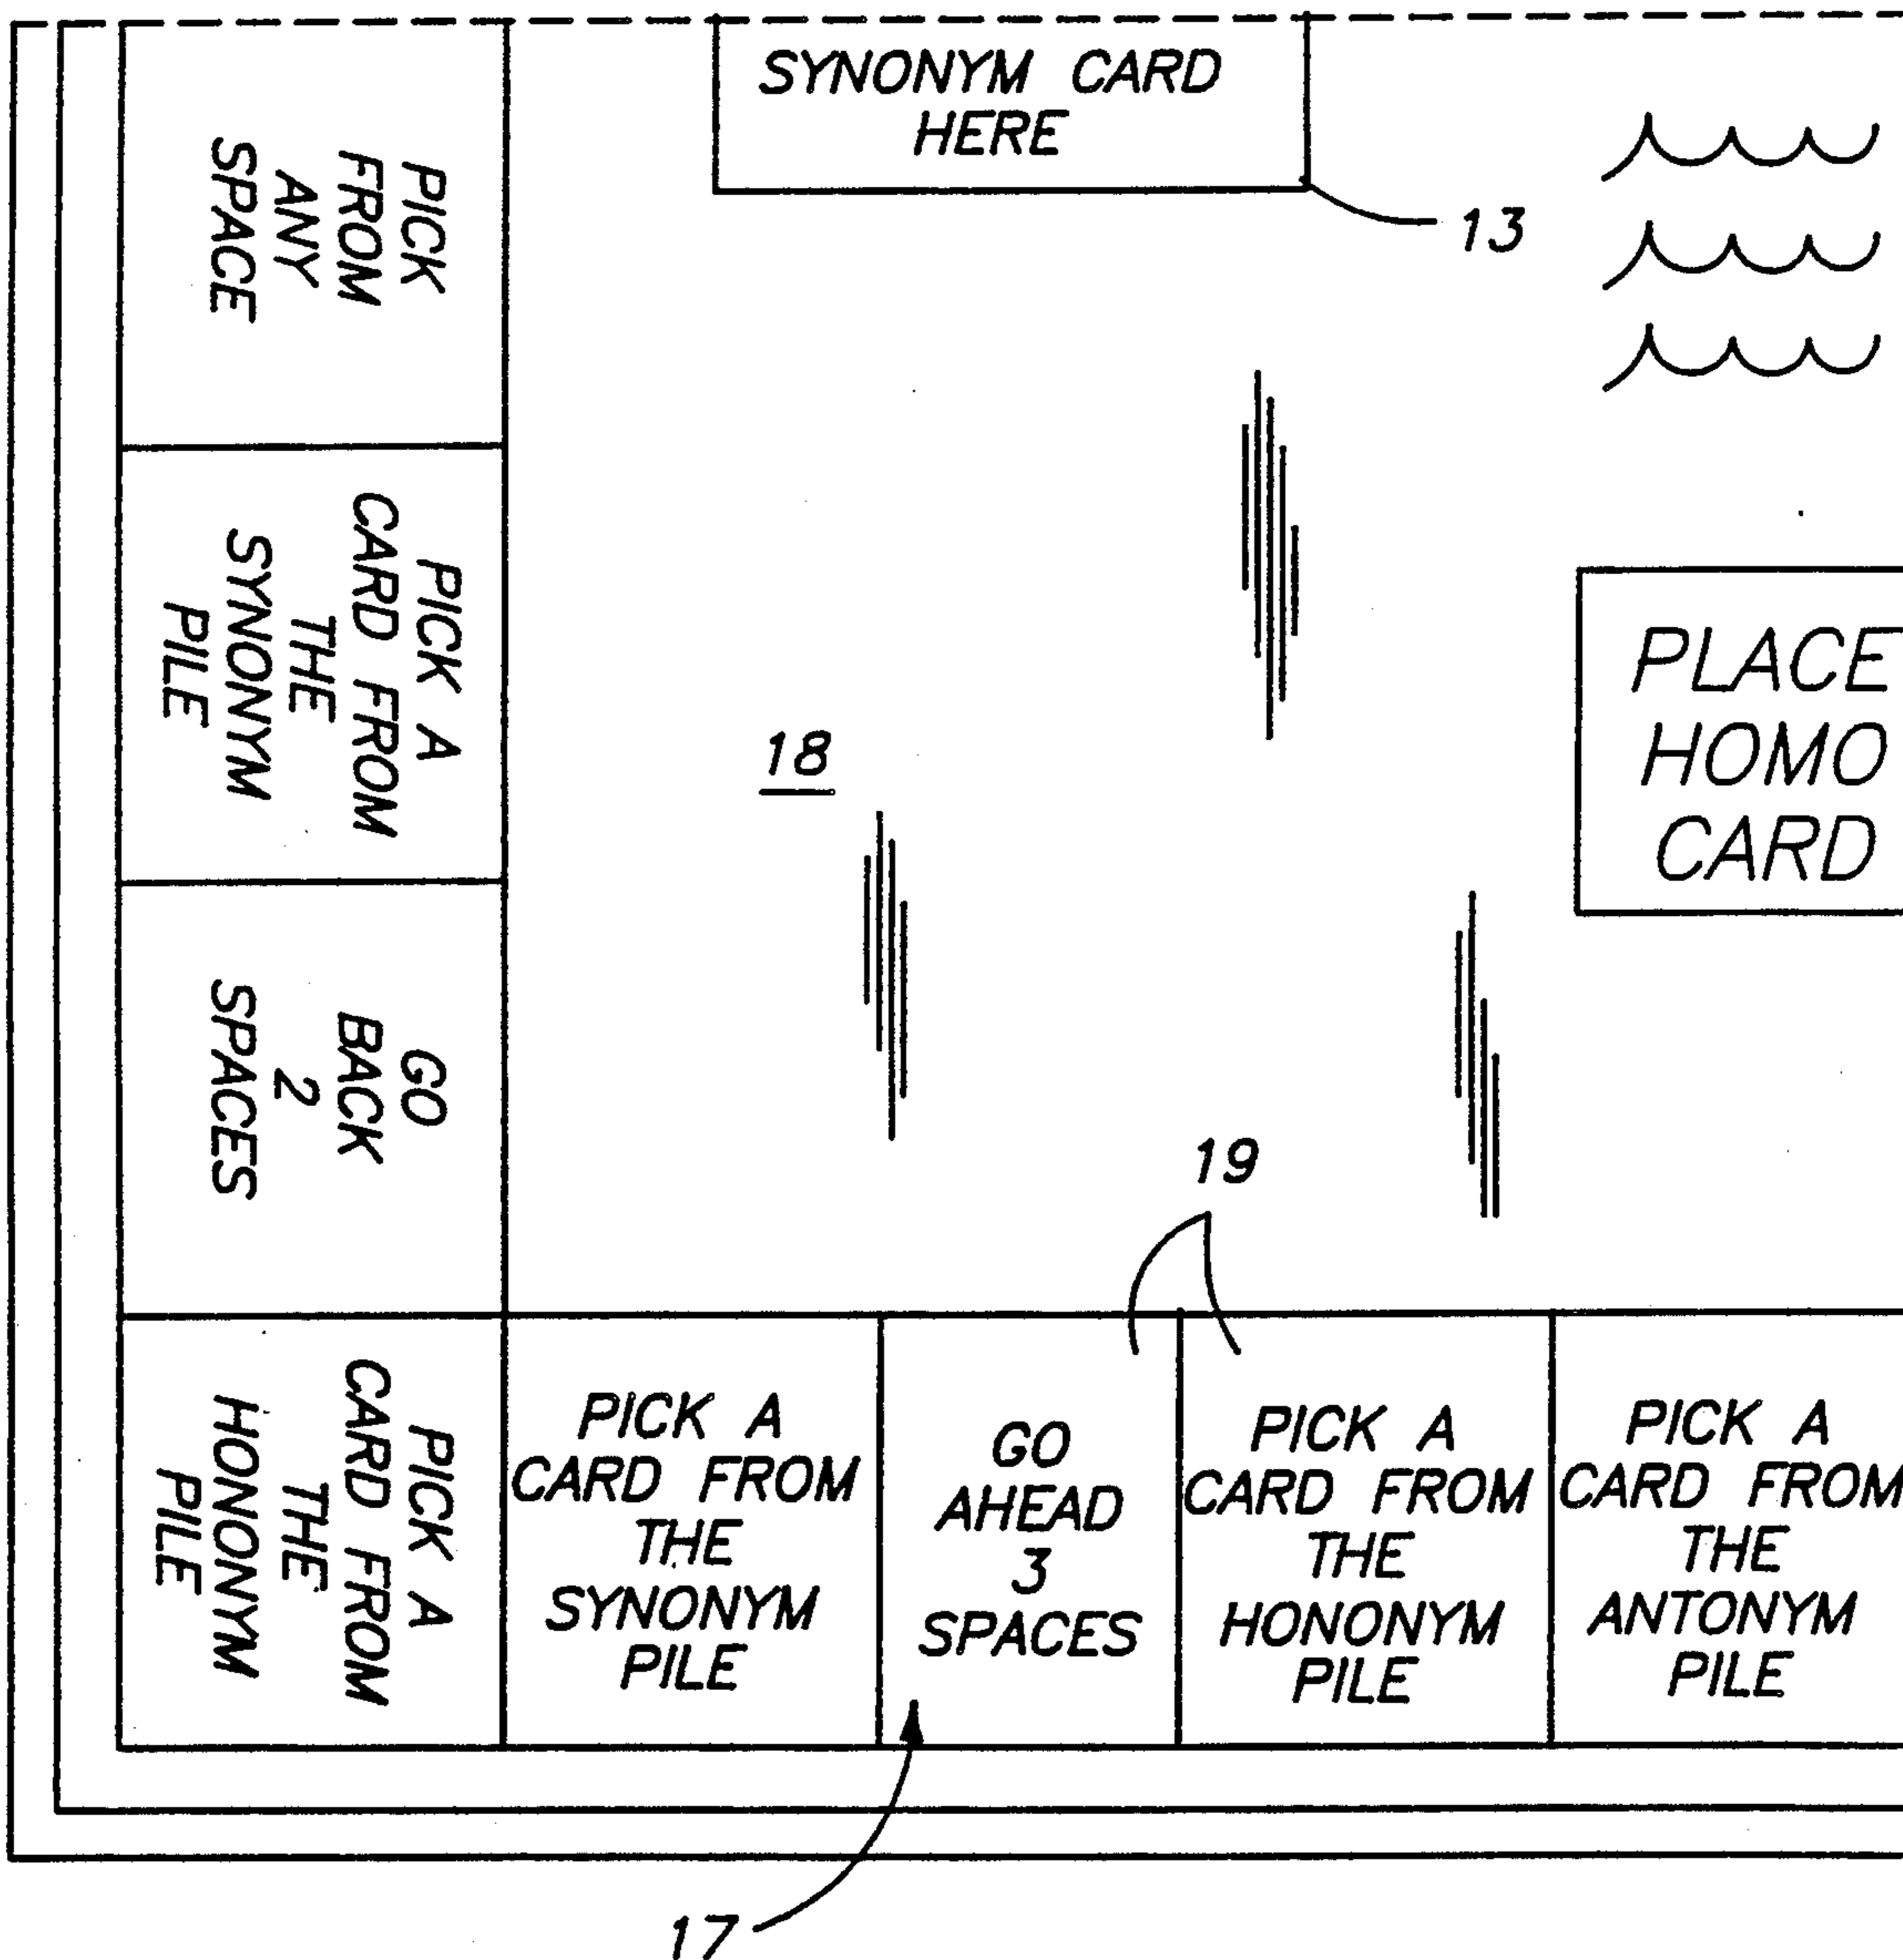 SYNONYM CARD
HERE
13
PICK
FROM
ANY
SPACE
PICK A
CARD FROM
THE
SYNONYM
PILE
PLACE
HOMO
CARD
18
GO
BACK
2
SPACES
19
PICK A
CARD FROM
THE
HONONYM
PILE
PICK A
CARD FROM
THE
SYNONYM
PILE
GO
AHEAD
3
SPACES
PICK A
CARD FROM
THE
HONONYM
PILE
PICK A
CARD FROM
THE
ANTONYM
PILE
17